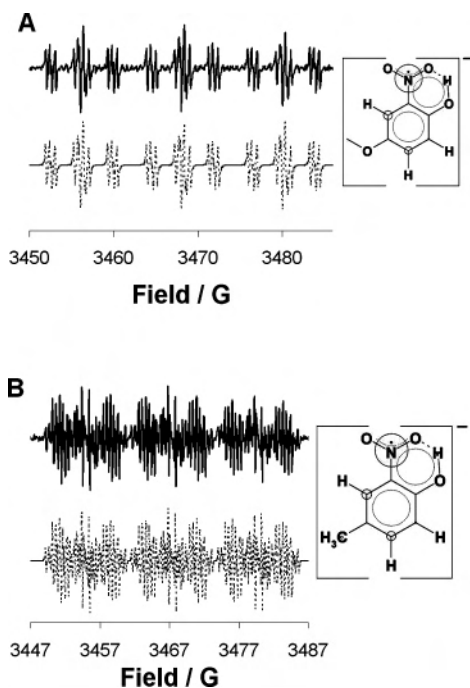 A
O N O
H
H O
O H
H
3450 3460 3470 3480
Field / G
B
O N O
H
H O
H₃C H
H
3447 3457 3467 3477 3487
Field / G